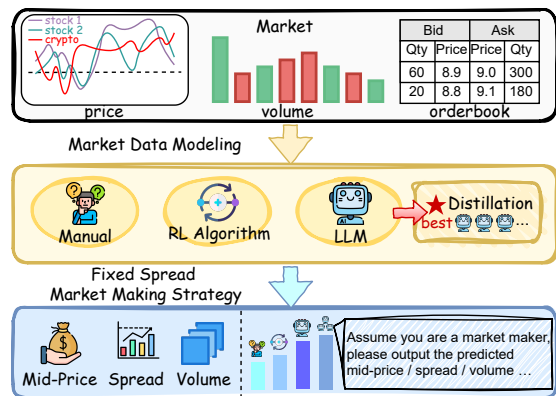 Market
stock 1
stock 2
crypto
price
volume
Bid Ask
Qty Price Price Qty
60 8.9 9.0 300
20 8.8 9.1 180
orderbook
Market Data Modeling
Manual
RL Algorithm
LLM
Distillation
best ...
Fixed Spread
Market Making Strategy
Mid-Price
Spread
Volume
Assume you are a market maker,
please output the predicted
mid-price / spread / volume ...